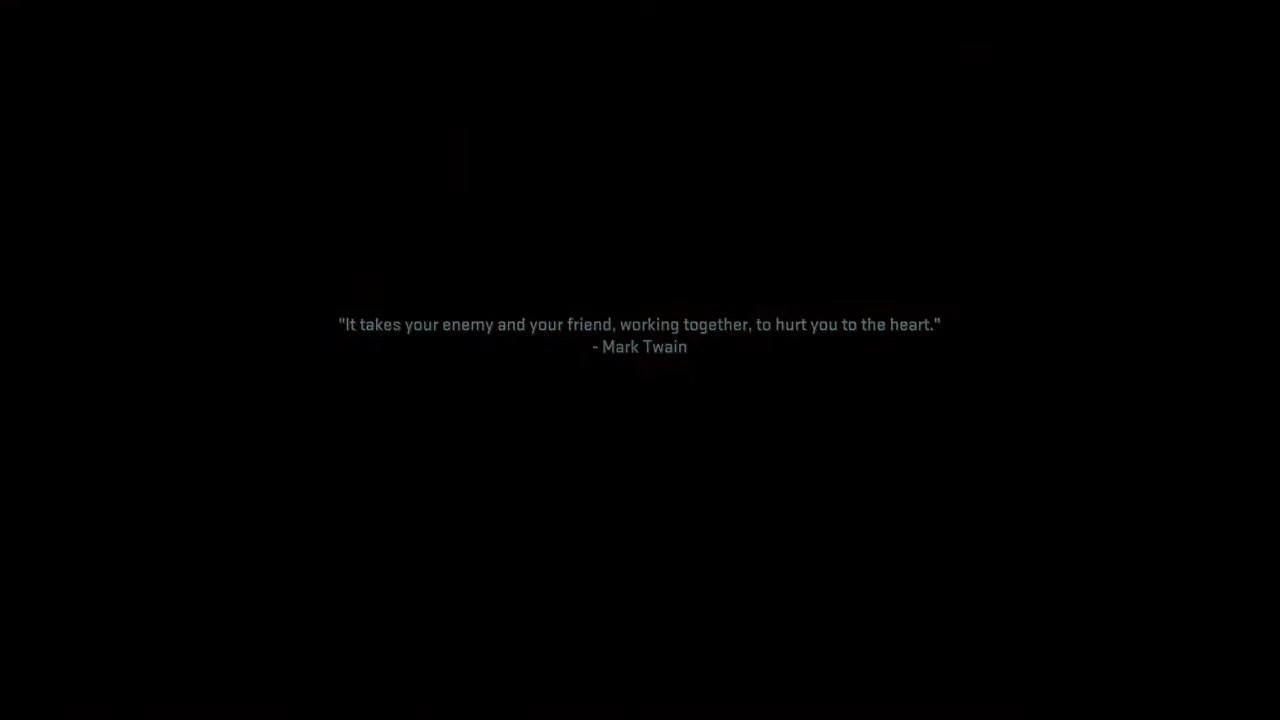 "It takes your enemy and your friend, working together, to hurt you to the heart."
- Mark Twain